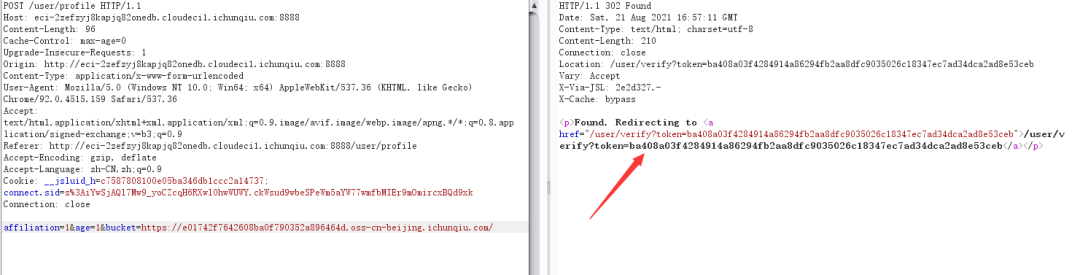 POST /user/profile HTTP/1.1
Host: eci-2zefzyj8kapjq82onedb.cloudeci1.ichunqiu.com:8888
Content-Length: 96
Cache-Control: max-age=0
Upgrade-Insecure-Requests: 1
Origin: http://eci-2zefzyj8kapjq82onedb.cloudeci1.ichunqiu.com:8888
Content-Type: application/x-www-form-urlencoded
User-Agent: Mozilla/5.0 (Windows NT 10.0; Win64; x64) AppleWebKit/537.36 (KHTML, like Gecko)
Chrome/92.0.4515.159 Safari/537.36
Accept:
text/html,application/xhtml+xml,application/xml;q=0.9,image/avif,image/webp,image/apng,*/*;q=0.8,app
lication/signed-exchange;v=b3;q=0.9
Referer: http://eci-2zefzyj8kapjq82onedb.cloudeci1.ichunqiu.com:8888/user/profile
Accept-Encoding: gzip, deflate
Accept-Language: zh-CN,zh;q=0.9
Cookie: __jsluid_h=c7587808100e05ba346db1ccc2a14737;
connect.sid=s%3AiYwSjAQl7Mw9_yoCZcqH6RXwl0hwWUWY.ckWsud9wbeSPeWm5aYW77wmfbMIEr9mOmircxBQd9xk
Connection: close
affiliation=1&age=1&bucket=https://e01742f7642608ba0f790352a896464d.oss-cn-beijing.ichunqiu.com/
HTTP/1.1 302 Found
Date: Sat, 21 Aug 2021 16:57:11 GMT
Content-Type: text/html; charset=utf-8
Content-Length: 210
Connection: close
Location: /user/verify?token=ba408a03f4284914a86294fb2aa8dfc9035026c18347ec7ad34dca2ad8e53ceb
Vary: Accept
X-Via-JSL: 2e2d327,-
X-Cache: bypass
<p>Found. Redirecting to <a
href="/user/verify?token=ba408a03f4284914a86294fb2aa8dfc9035026c18347ec7ad34dca2ad8e53ceb">/user/v
erify?token=ba408a03f4284914a86294fb2aa8dfc9035026c18347ec7ad34dca2ad8e53ceb</a></p>